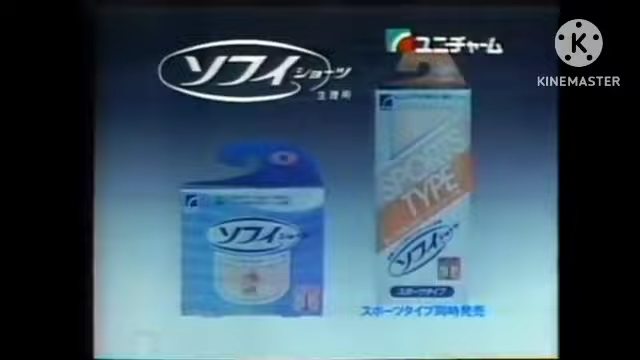 ユニチャーム
KINEMASTER
ソフィ ショーツ
生理用
SPORTS
TYPE
ソフィ ショーツ
ソフィ ショーツ
スポーツタイプ
スポーツタイプ同時発売